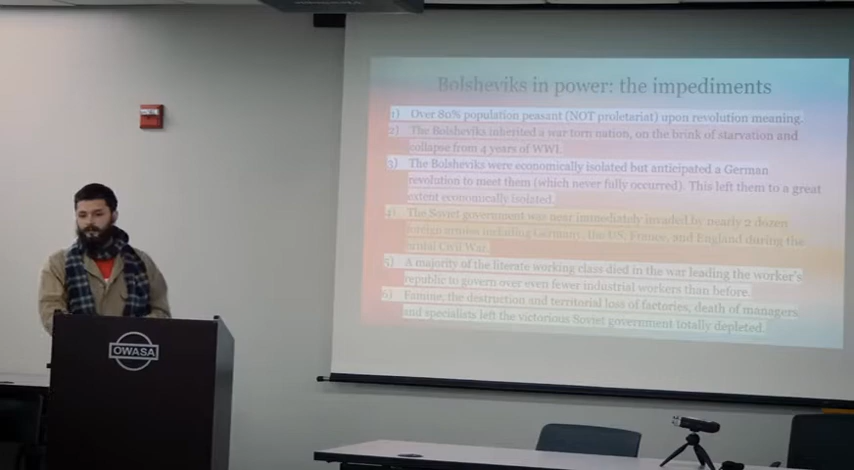 Bolsheviks in power: the impediments
1) Over 80% population peasant (NOT proletariat) upon revolution meaning.
2) The Bolsheviks inherited a war torn nation, on the brink of starvation and
collapse from 4 years of WWI.
3) The Bolsheviks were economically isolated but anticipated a German
revolution to meet them (which never fully occurred). This left them to a great
extent economically isolated.
4) The Soviet government was near immediately invaded by nearly 2 dozen
foreign armies including Germany, the US, France, and England during the
brutal Civil War.
5) A majority of the literate working class died in the war leading the worker's
republic to govern over even fewer industrial workers than before.
6) Famine, the destruction and territorial loss of factories, death of managers
and specialists left the victorious Soviet government totally depleted.
OWASA